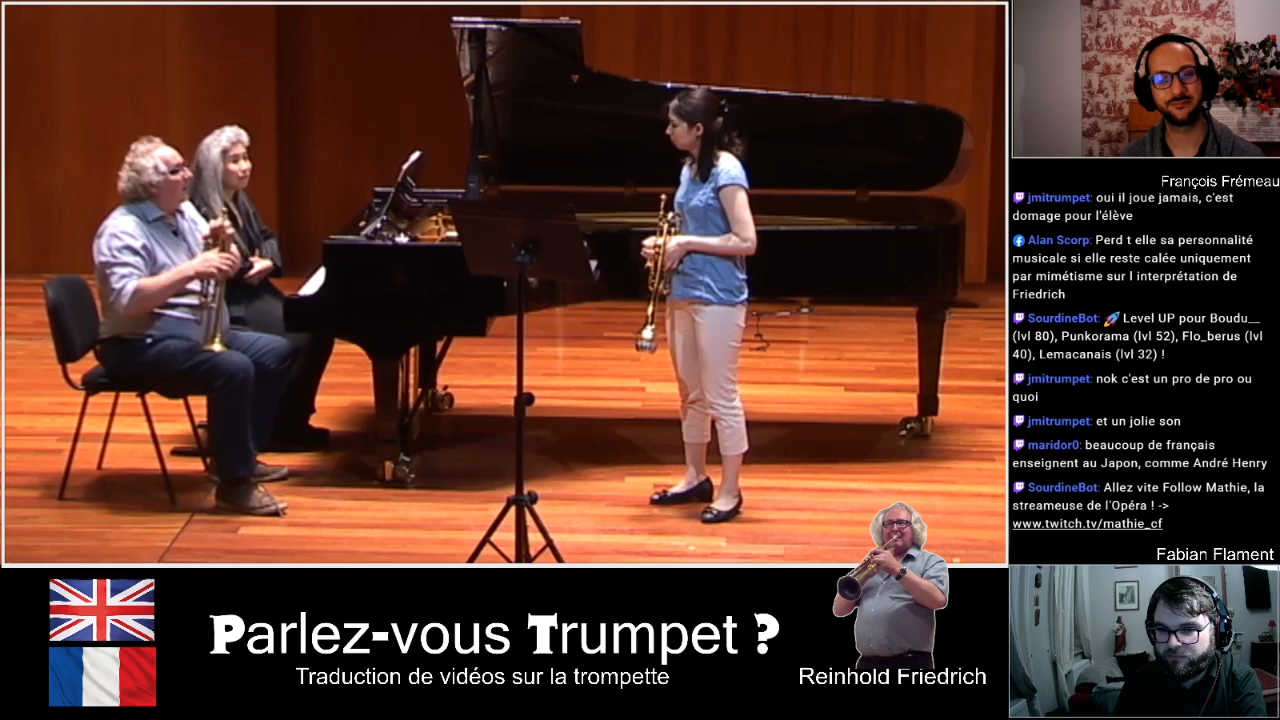 François Frémeau
jmitrumpet: oui il joue jamais, c'est
domage pour l'élève
Alan Scorp: Perd t elle sa personnalité
musicale si elle reste calée uniquement
par mimétisme sur l interprétation de
Friedrich
SourdineBot: 🚀 Level UP pour Boudu__
(lvl 80), Punkorama (lvl 52), Flo_berus (lvl
40), Lemacanais (lvl 32) !
jmitrumpet: nok c'est un pro de pro ou
quoi
jmitrumpet: et un jolie son
maridor0: beaucoup de français
enseignent au Japon, comme André Henry
SourdineBot: Allez vite Follow Mathie, la
streameuse de l'Opéra ! ->
www.twitch.tv/mathie_cf
Fabian Flament
Parlez-vous Trumpet ?
Traduction de vidéos sur la trompette
Reinhold Friedrich